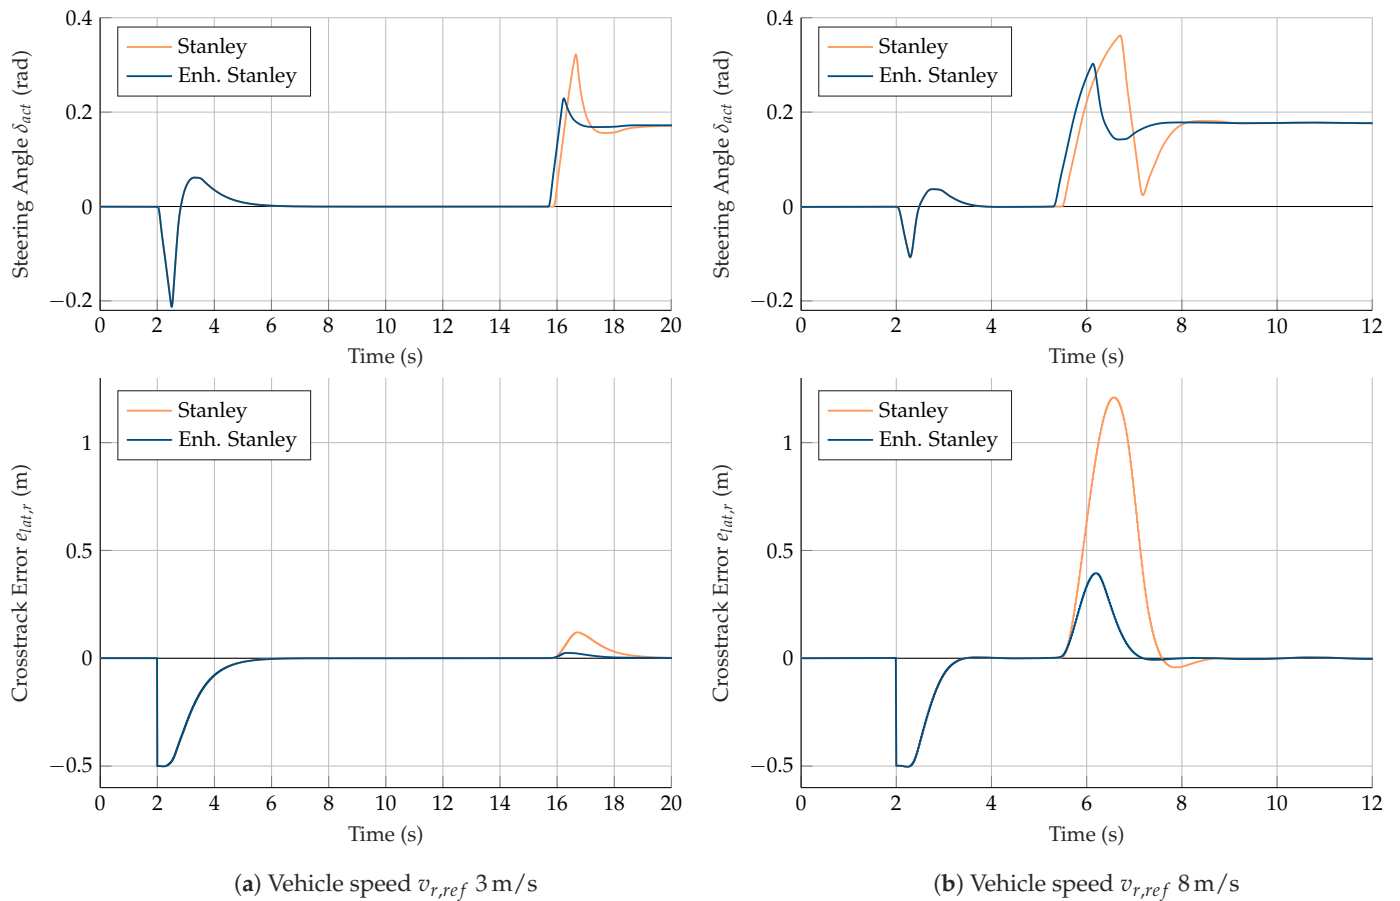 0.4
0.2
0
−0.2
Steering Angle δact (rad)
Stanley
Enh. Stanley
0 2 4 6 8 10 12 14 16 18 20
Time (s)
0.4
0.2
0
−0.2
Steering Angle δact (rad)
Stanley
Enh. Stanley
0 2 4 6 8 10 12
Time (s)
1
0.5
0
−0.5
Crosstrack Error elat,r (m)
Stanley
Enh. Stanley
0 2 4 6 8 10 12 14 16 18 20
Time (s)
(a) Vehicle speed vr,ref 3 m/s
1
0.5
0
−0.5
Crosstrack Error elat,r (m)
Stanley
Enh. Stanley
0 2 4 6 8 10 12
Time (s)
(b) Vehicle speed vr,ref 8 m/s